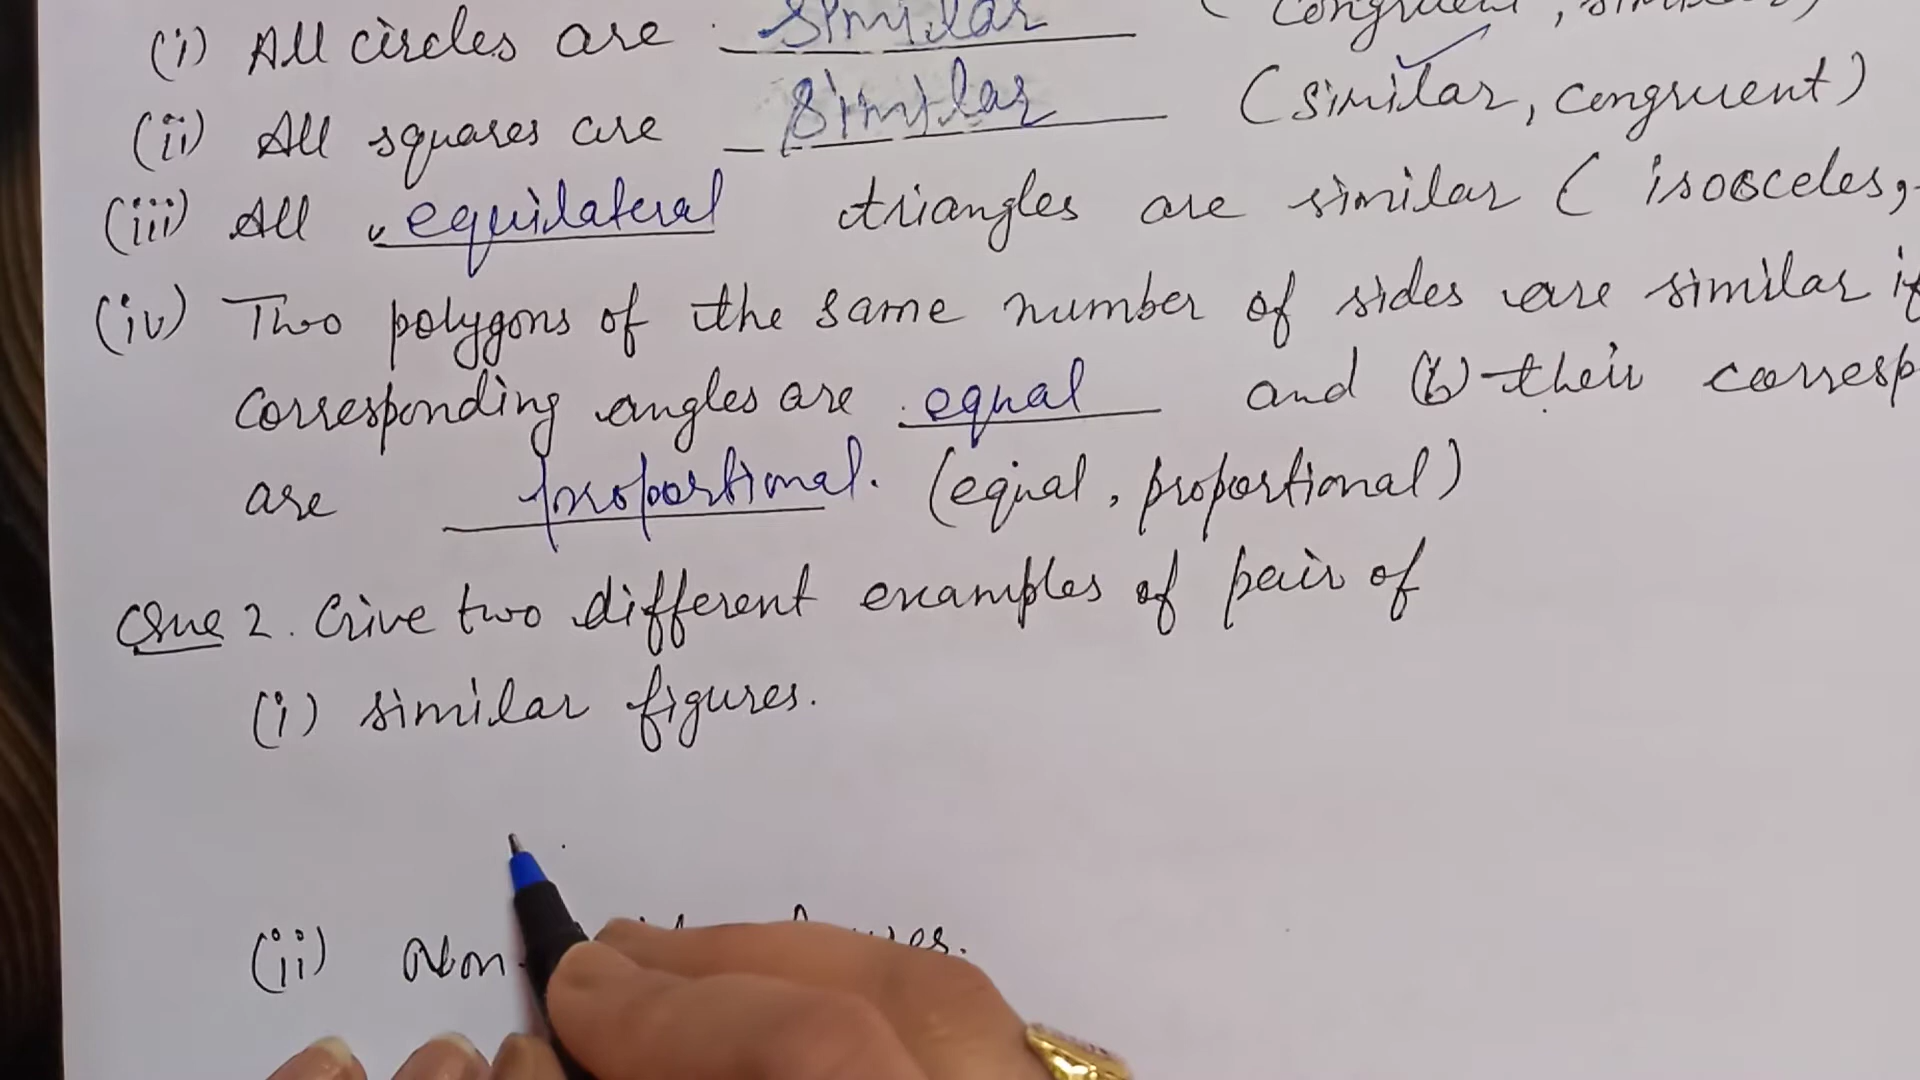 (i) All circles are similar (congruent, similar)
(ii) All squares are similar (similar, congruent)
(iii) All equilateral triangles are similar (isosceles,
(iv) Two polygons of the same number of sides are similar if
corresponding angles are equal and (b) their corresp
are proportional. (equal, proportional)
Que 2. Give two different examples of pair of
(i) similar figures.
(ii) Non